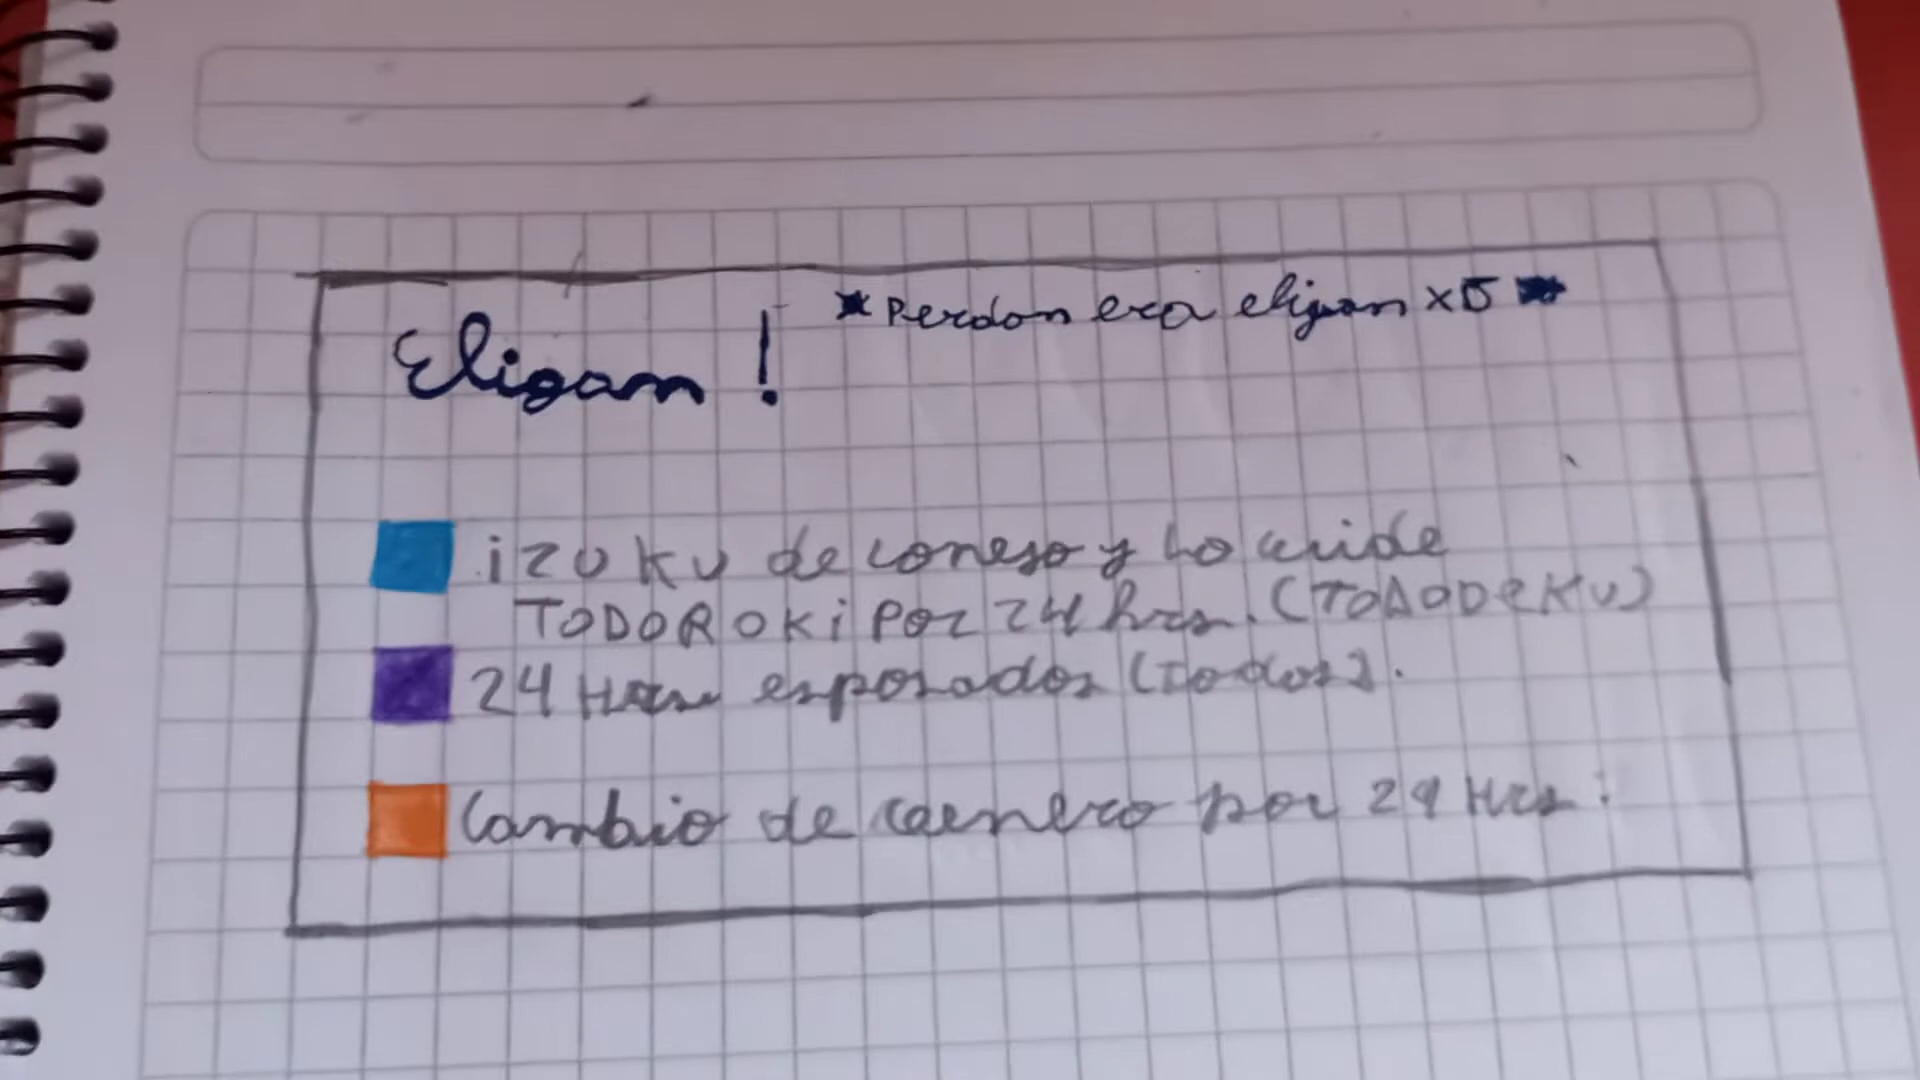 Eligam !
*Perdon era eligan x5*
izuku de conejo y Lo cuide
TODOROKi Por 24 hrs. (TODODEKU)
24 Hrs esposados (Todos).
Cambio de Genero por 24 Hrs.